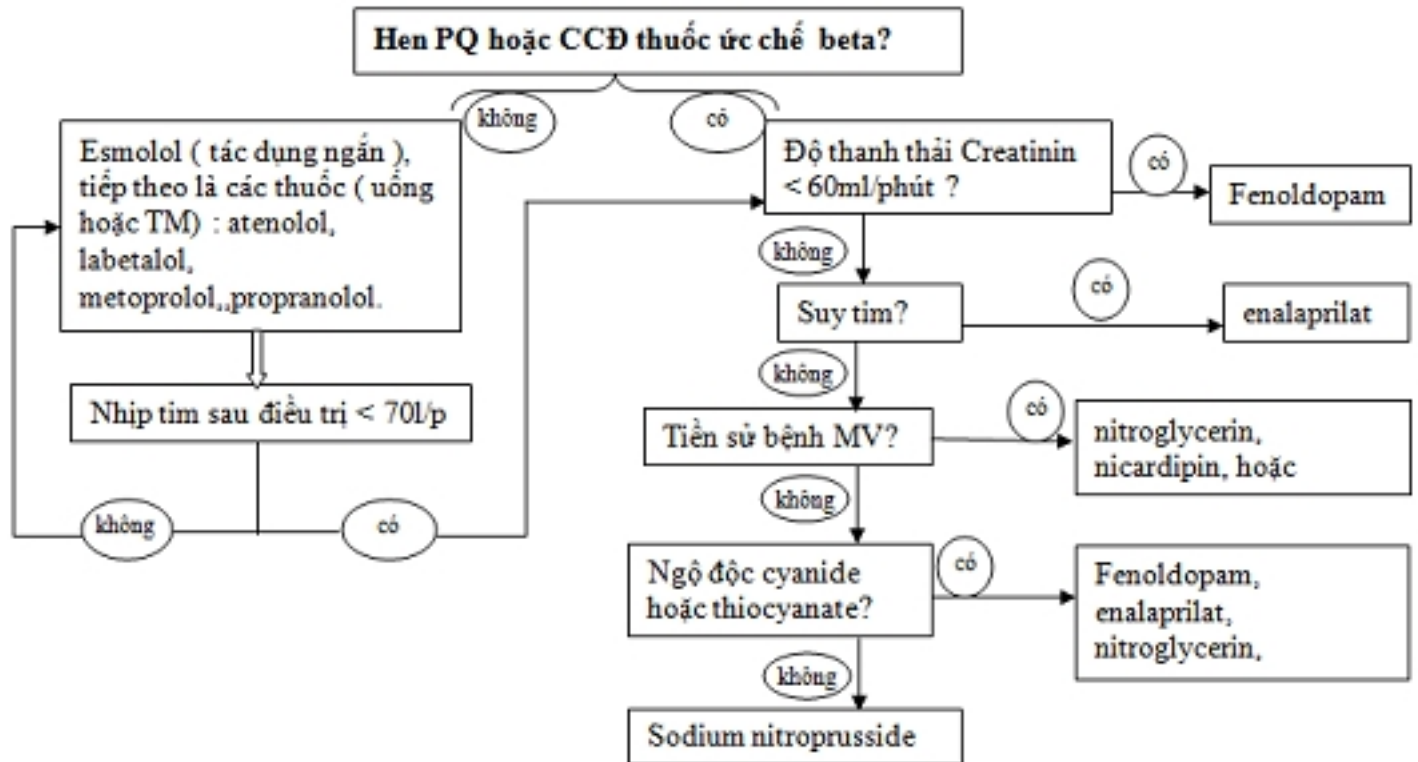 Hen PQ hoặc CCĐ thuốc ức chế beta?
không
có
Esmolol ( tác dụng ngắn ),
tiếp theo là các thuốc ( uống
hoặc TM) : atenolol,
labetalol,
metoprolol,,propranolol.
Độ thanh thải Creatinin
< 60ml/phút ?
có
Fenoldopam
không
Suy tim?
có
enalaprilat
không
Nhịp tim sau điều trị < 70l/p
không
có
Tiền sử bệnh MV?
có
nitroglycerin,
nicardipin, hoặc
không
Ngộ độc cyanide
hoặc thiocyanate?
có
Fenoldopam,
enalaprilat,
nitroglycerin,
không
Sodium nitroprusside